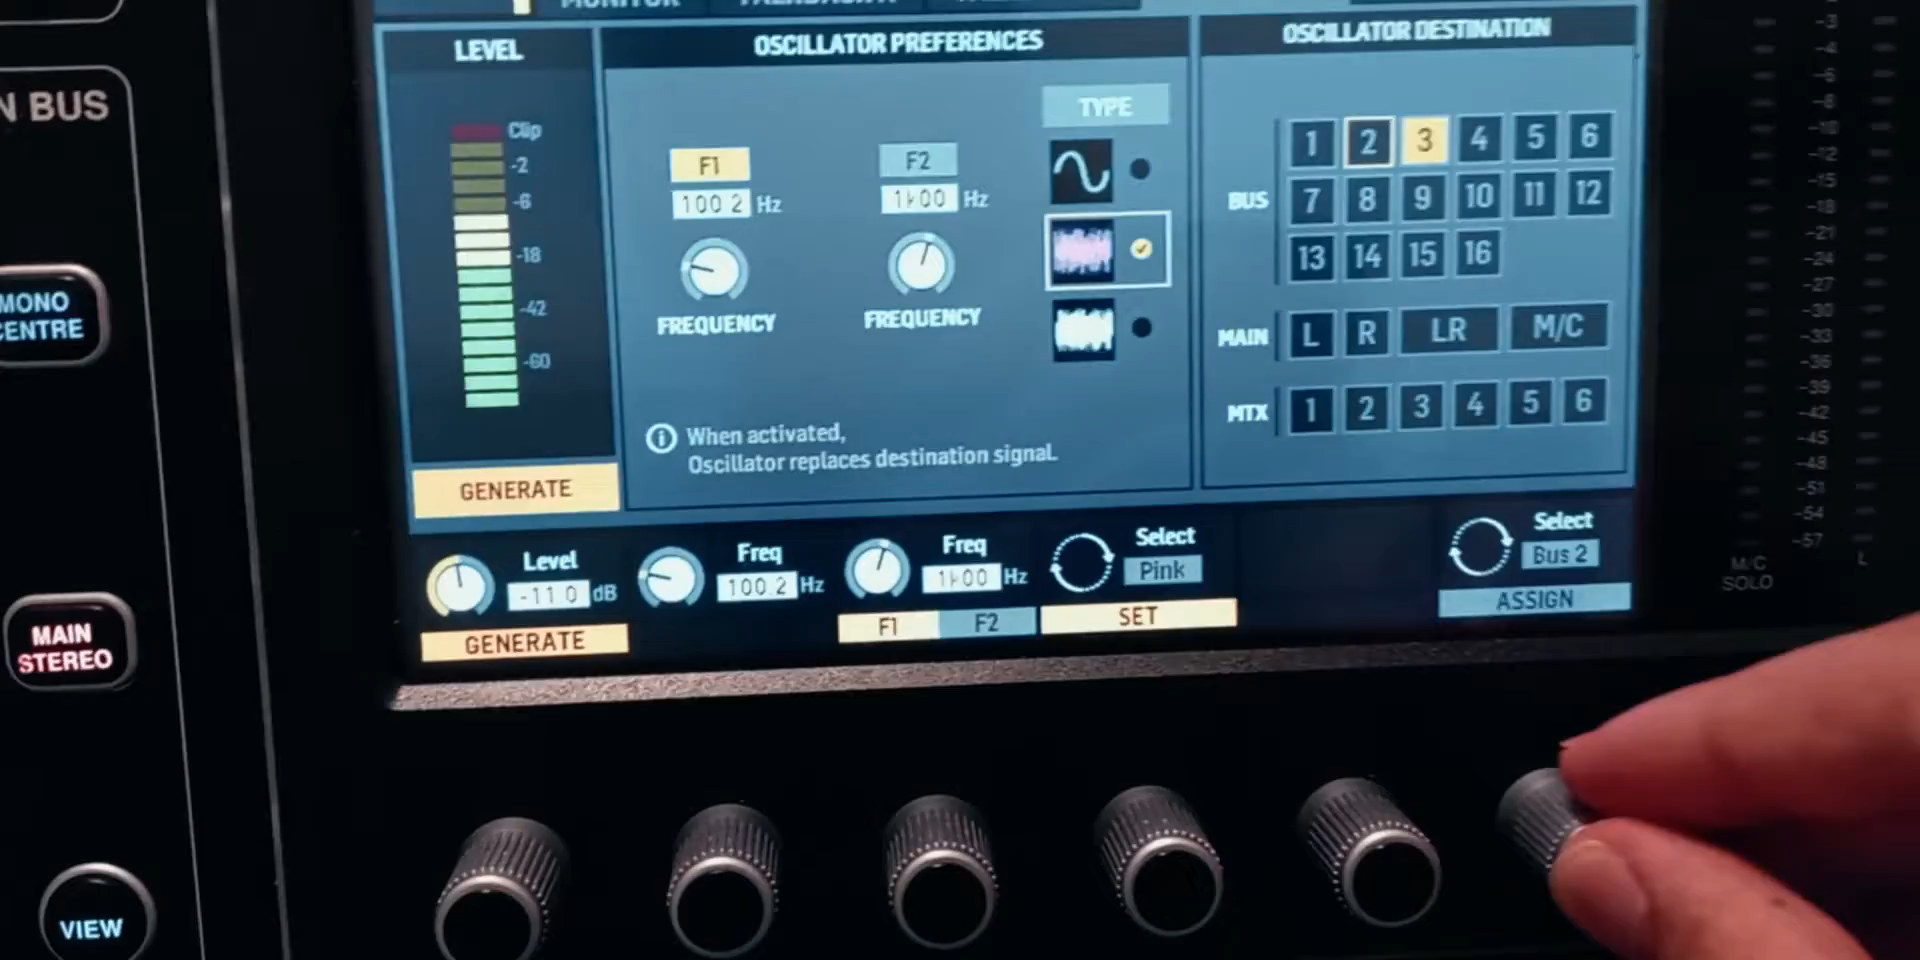 N BUS
MONO
CENTRE
MAIN
STEREO
VIEW
MONITOR
LEVEL
Clip
-2
-6
-18
-42
-60
GENERATE
OSCILLATOR PREFERENCES
F1
100.2 Hz
FREQUENCY
F2
1k00 Hz
FREQUENCY
TYPE
When activated,
Oscillator replaces destination signal.
OSCILLATOR DESTINATION
BUS
1 2 3 4 5 6
7 8 9 10 11 12
13 14 15 16
MAIN L R LR M/C
MTX 1 2 3 4 5 6
Level
-11.0 dB
GENERATE
Freq
100.2 Hz
Freq
1k00 Hz
F1 F2
Select
Pink
SET
Select
Bus 2
ASSIGN
-3
-4
-6
-8
-10
-12
-15
-18
-21
-24
-27
-30
-33
-36
-39
-42
-45
-48
-51
-54
-57
M/C
SOLO
L